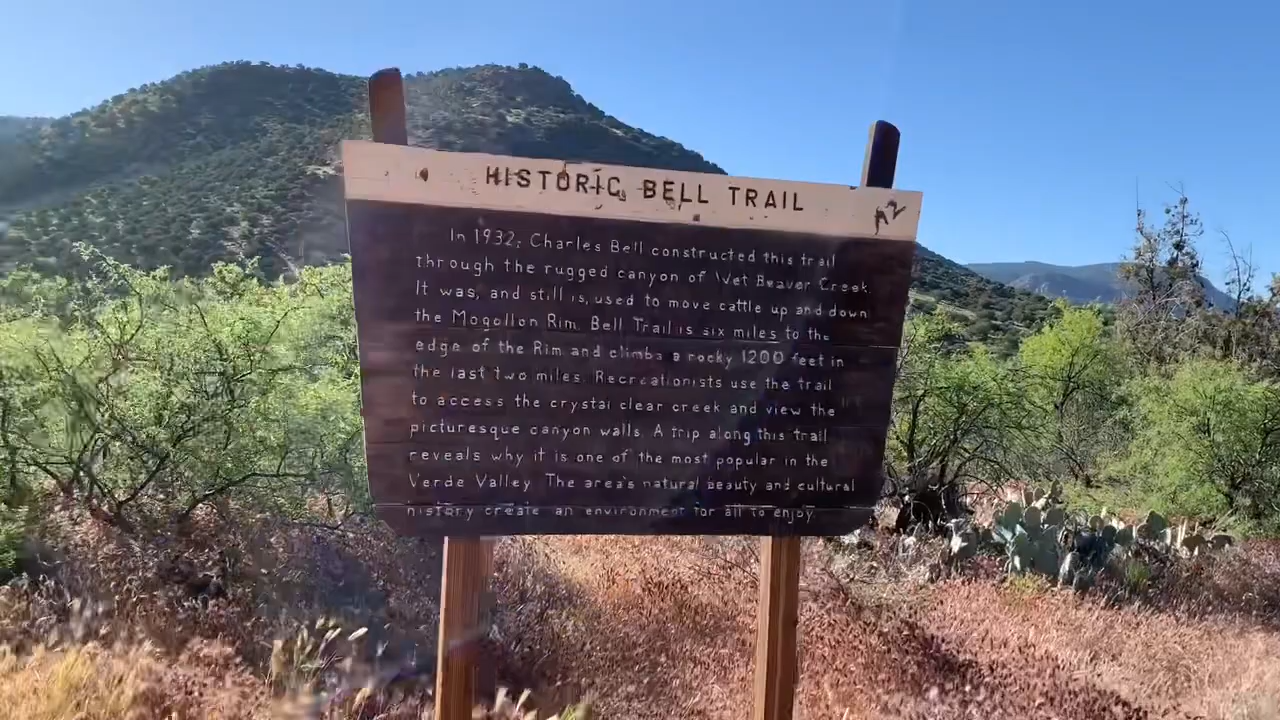 HISTORIC BELL TRAIL
In 1932, Charles Bell constructed this trail
through the rugged canyon of Wet Beaver Creek.
It was, and still is, used to move cattle up and down
the Mogollon Rim. Bell Trail is six miles to the
edge of the Rim and climbs a rocky 1200 feet in
the last two miles. Recreationists use the trail
to access the crystal clear creek and view the
picturesque canyon walls. A trip along this trail
reveals why it is one of the most popular in the
Verde Valley. The area's natural beauty and cultural
history create an environment for all to enjoy.